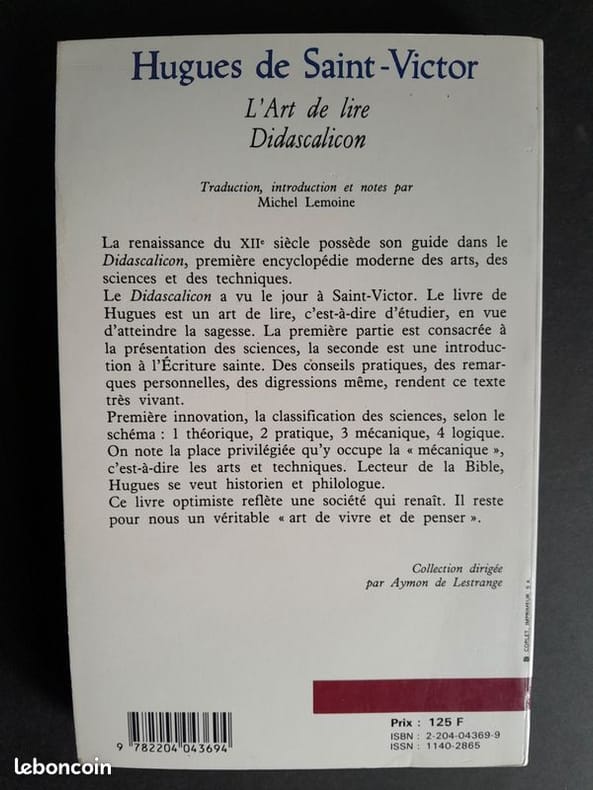 Hugues de Saint-Victor
L'Art de lire
Didascalicon
Traduction, introduction et notes par
Michel Lemoine
La renaissance du XIIe siècle possède son guide dans le
Didascalicon, première encyclopédie moderne des arts, des
sciences et des techniques.
Le Didascalicon a vu le jour à Saint-Victor. Le livre de
Hugues est un art de lire, c'est-à-dire d'étudier, en vue
d'atteindre la sagesse. La première partie est consacrée à
la présentation des sciences, la seconde est une introduc-
tion à l'Écriture sainte. Des conseils pratiques, des remar-
ques personnelles, des digressions même, rendent ce texte
très vivant.
Première innovation, la classification des sciences, selon le
schéma : 1 théorique, 2 pratique, 3 mécanique, 4 logique.
On note la place privilégiée qu'y occupe la « mécanique »,
c'est-à-dire les arts et techniques. Lecteur de la Bible,
Hugues se veut historien et philologue.
Ce livre optimiste reflète une société qui renaît. Il reste
pour nous un véritable « art de vivre et de penser ».
Collection dirigée
par Aymon de Lestrange
COPLET IMPRIMEUR S A
Prix : 125 F
ISBN : 2-204-04369-9
ISSN : 1140-2865
9 782204 043694
leboncoin